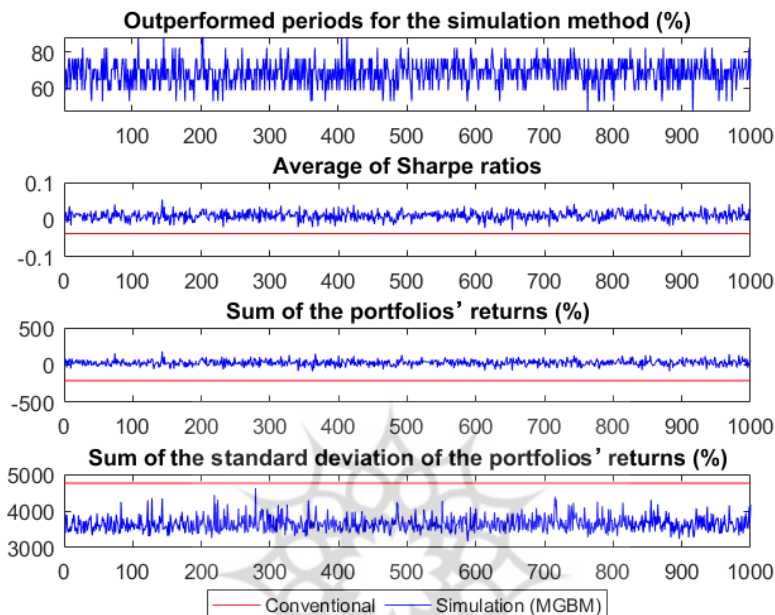 Outperformed periods for the simulation method (%)
80
60
100 200 300 400 500 600 700 800 900 1000
Average of Sharpe ratios
0.1
0
-0.1
0 100 200 300 400 500 600 700 800 900 1000
Sum of the portfolios’ returns (%)
500
0
-500
0 100 200 300 400 500 600 700 800 900 1000
Sum of the standard deviation of the portfolios’ returns (%)
5000
4000
3000
0 100 200 300 400 500 600 700 800 900 1000
Conventional Simulation (MGBM)